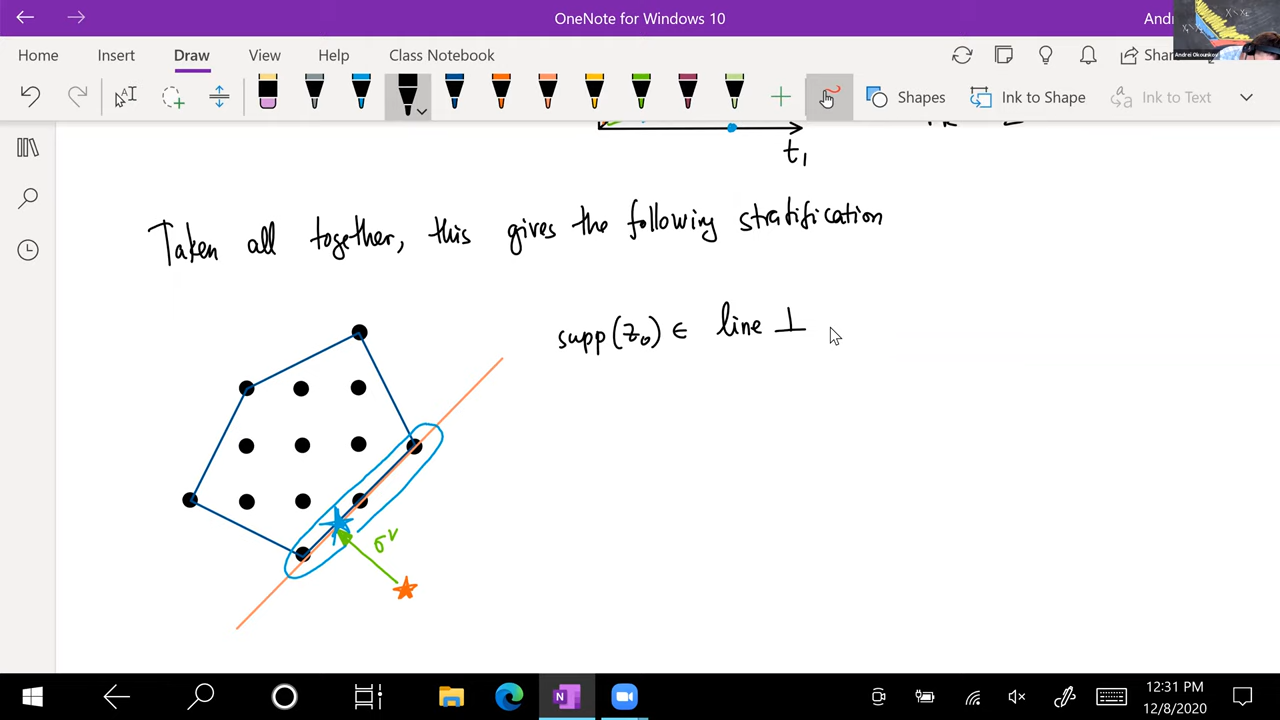 OneNote for Windows 10
Home Insert Draw View Help Class Notebook
Shapes Ink to Shape Ink to Text
t₁
Taken all together, this gives the following stratification
supp(z₀) ∈ line ⊥
σᵛ
12:31 PM
12/8/2020